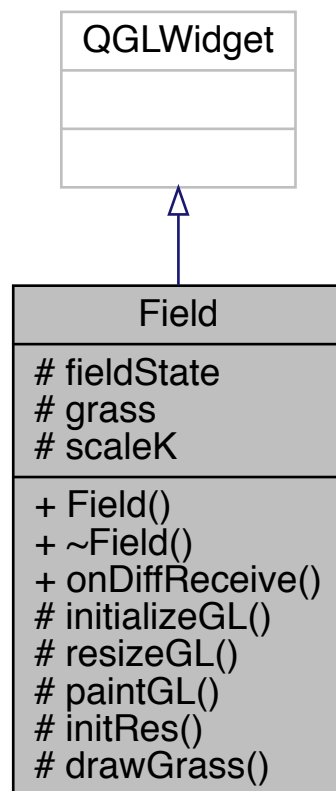 QGLWidget
Field
# fieldState
# grass
# scaleK
+ Field()
+ ~Field()
+ onDiffReceive()
# initializeGL()
# resizeGL()
# paintGL()
# initRes()
# drawGrass()